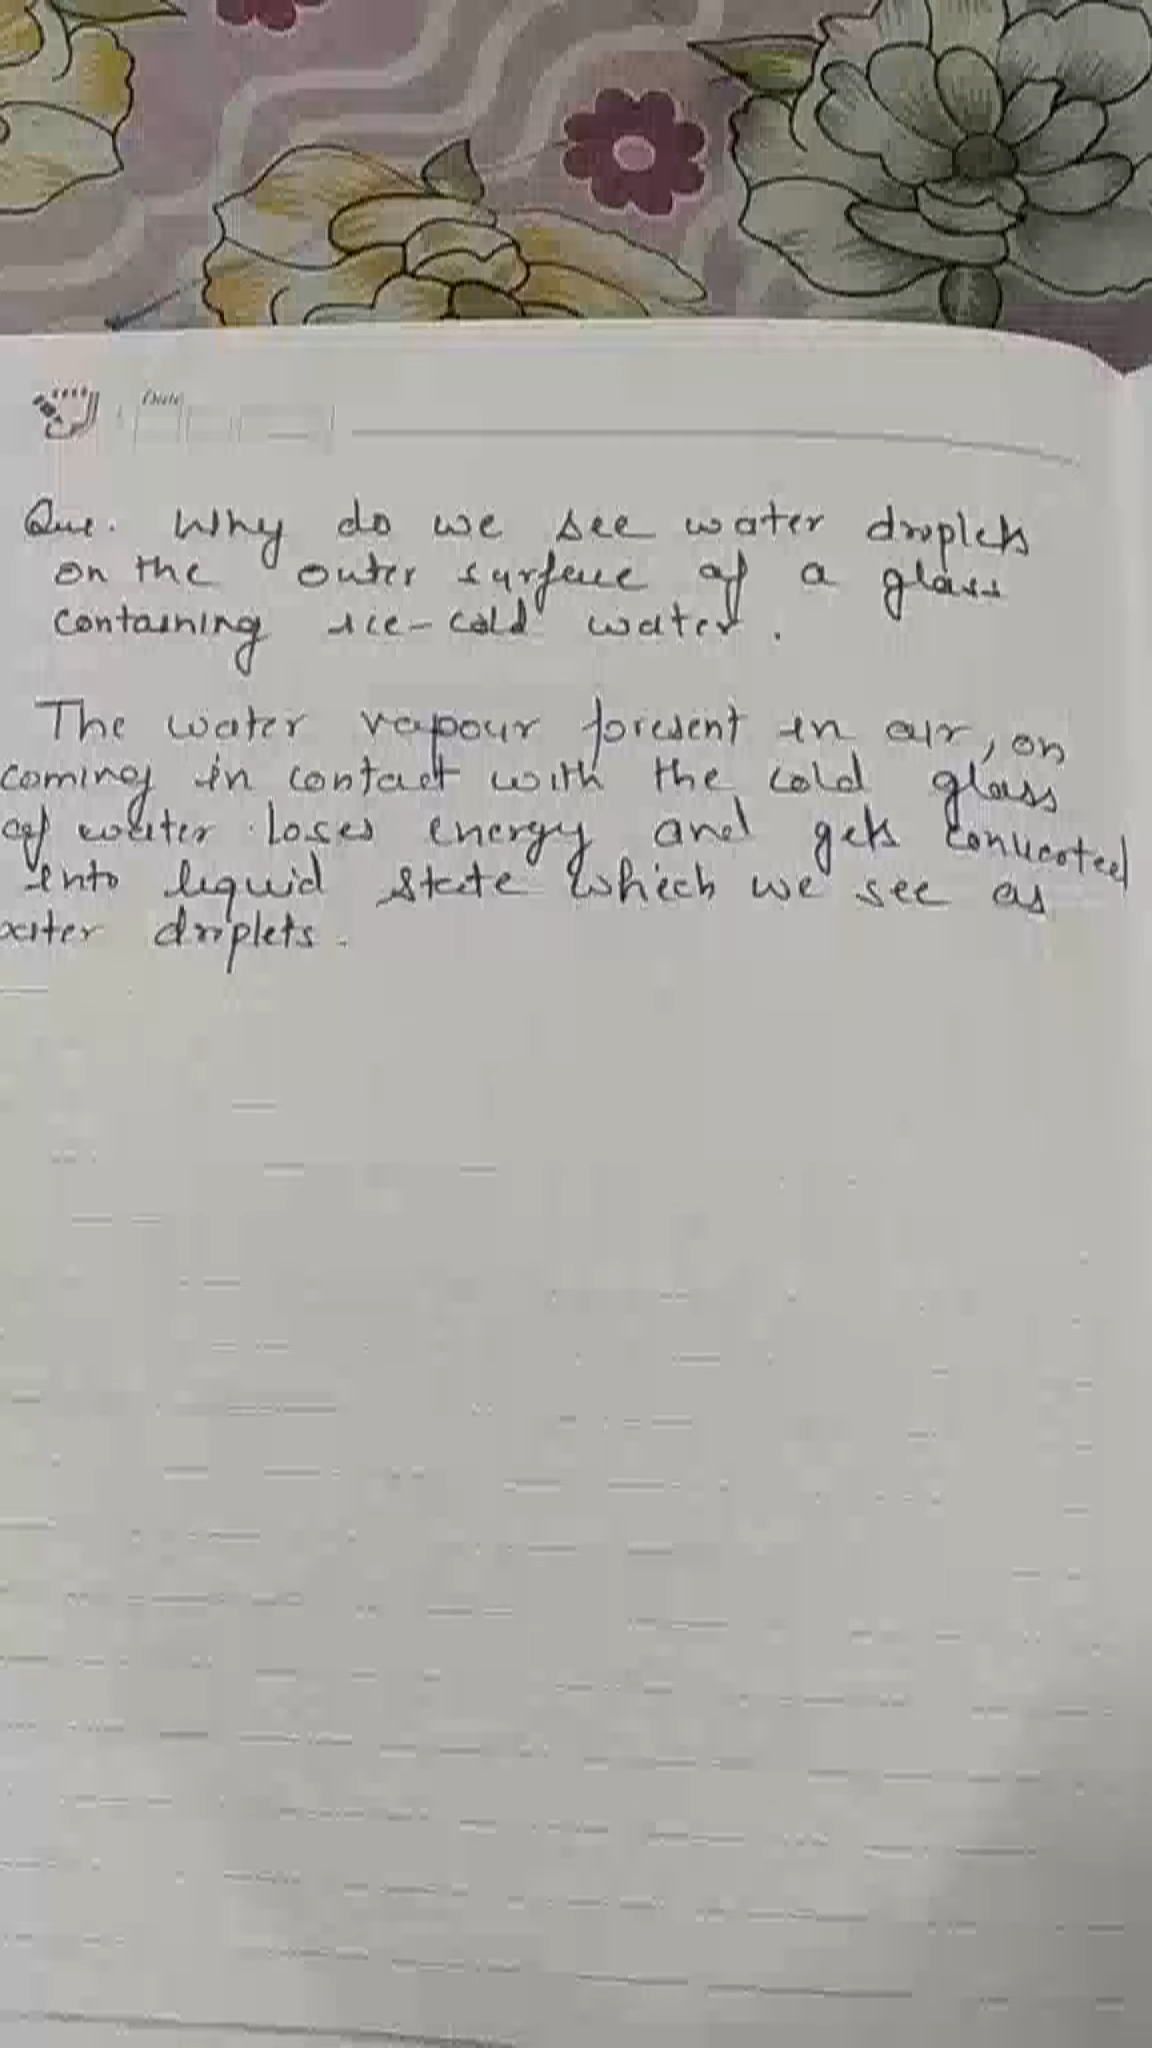 Date
Que. Why do we see water droplets
on the outer surface of a glass
containing ice-cold water.
The water vapour present in air, on
coming in contact with the cold glass
of water loses energy and gets converted
into liquid state which we see as
water droplets.